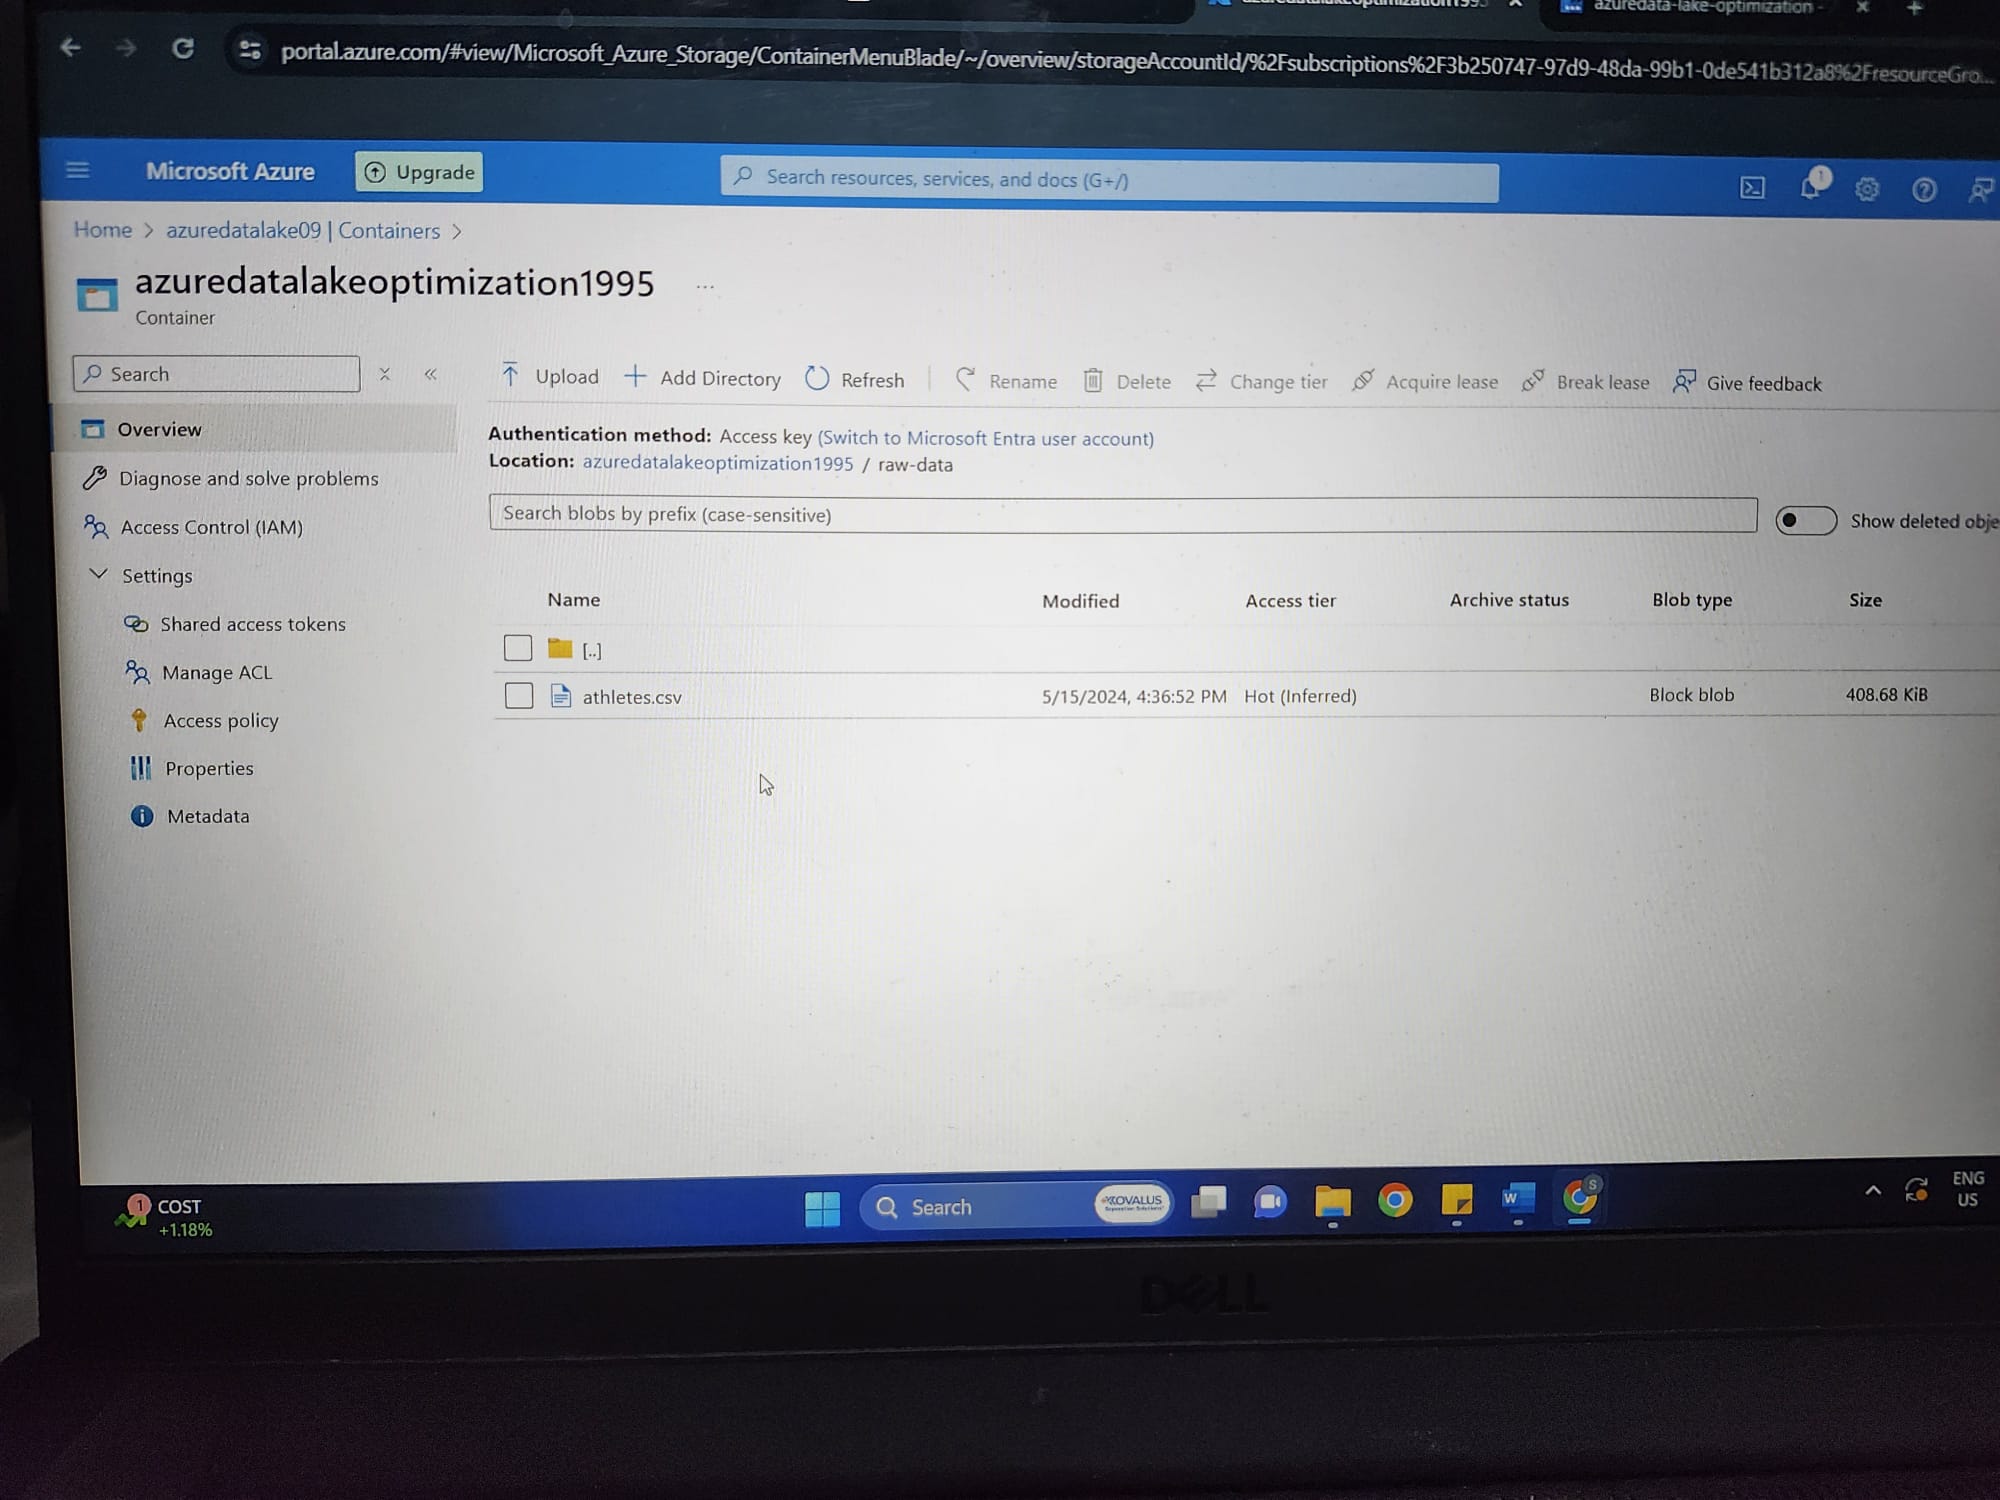 azuredata-lake-optimization -
portal.azure.com/#view/Microsoft_Azure_Storage/ContainerMenuBlade/~/overview/storageAccountId/%2Fsubscriptions%2F3b250747-97d9-48da-99b1-0de541b312a8%2FresourceGro...
Microsoft Azure
Upgrade
Search resources, services, and docs (G+/)
1
Home > azuredatalake09 | Containers >
azuredatalakeoptimization1995 ...
Container
Search
Upload
Add Directory
Refresh
Rename
Delete
Change tier
Acquire lease
Break lease
Give feedback
Overview
Diagnose and solve problems
Access Control (IAM)
Settings
Shared access tokens
Manage ACL
Access policy
Properties
Metadata
Authentication method: Access key (Switch to Microsoft Entra user account)
Location: azuredatalakeoptimization1995 / raw-data
Search blobs by prefix (case-sensitive)
Show deleted obje
Name Modified Access tier Archive status Blob type Size
[..]
athletes.csv 5/15/2024, 4:36:52 PM Hot (Inferred) Block blob 408.68 KiB
1
COST
+1.18%
Search
KOVALUS
W
S
ENG
US
DELL